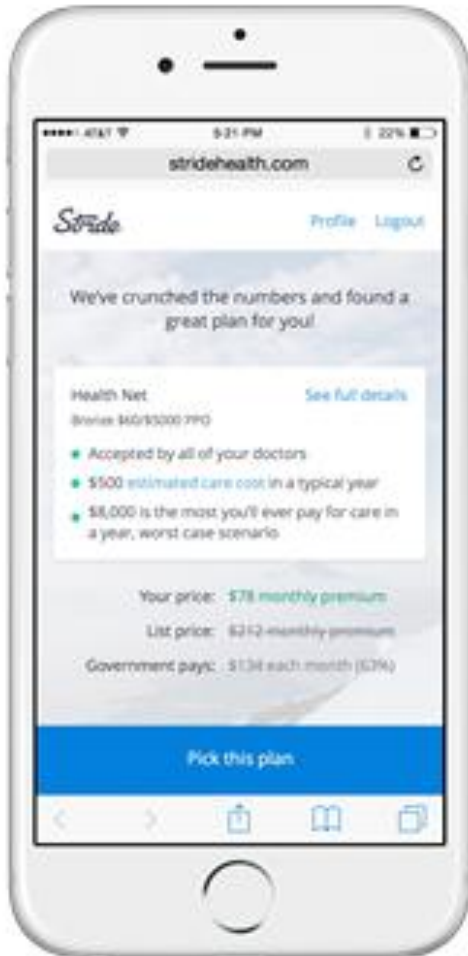 AT&T 5:21 PM 22%
stridehealth.com
Stride Profile Logout
We've crunched the numbers and found a
great plan for you!
Health Net See full details
Bronze $60/$5000 PPO
• Accepted by all of your doctors
• $500 estimated care cost in a typical year
• $8,000 is the most you'll ever pay for care in
a year, worst case scenario
Your price: $78 monthly premium
List price: $212 monthly premium
Government pays: $134 each month (63%)
Pick this plan